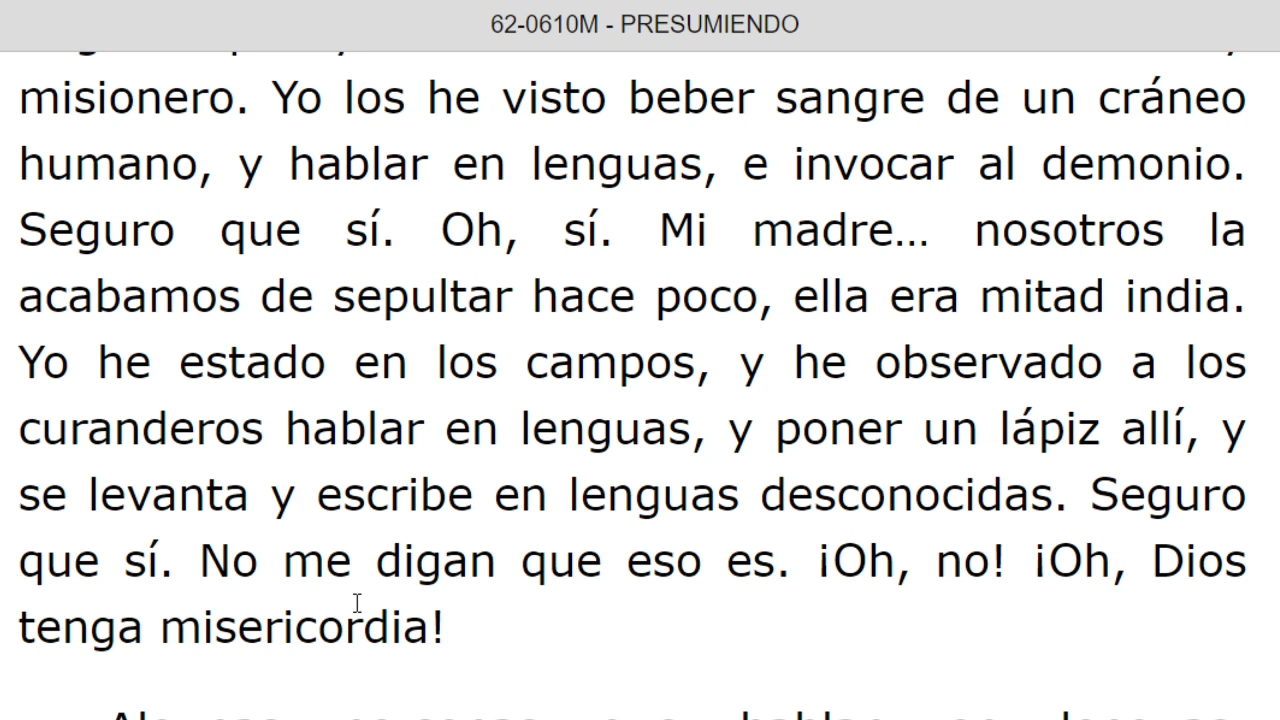 62-0610M - PRESUMIENDO
misionero. Yo los he visto beber sangre de un cráneo
humano, y hablar en lenguas, e invocar al demonio.
Seguro que sí. Oh, sí. Mi madre… nosotros la
acabamos de sepultar hace poco, ella era mitad india.
Yo he estado en los campos, y he observado a los
curanderos hablar en lenguas, y poner un lápiz allí, y
se levanta y escribe en lenguas desconocidas. Seguro
que sí. No me digan que eso es. ¡Oh, no! ¡Oh, Dios
tenga misericordia!